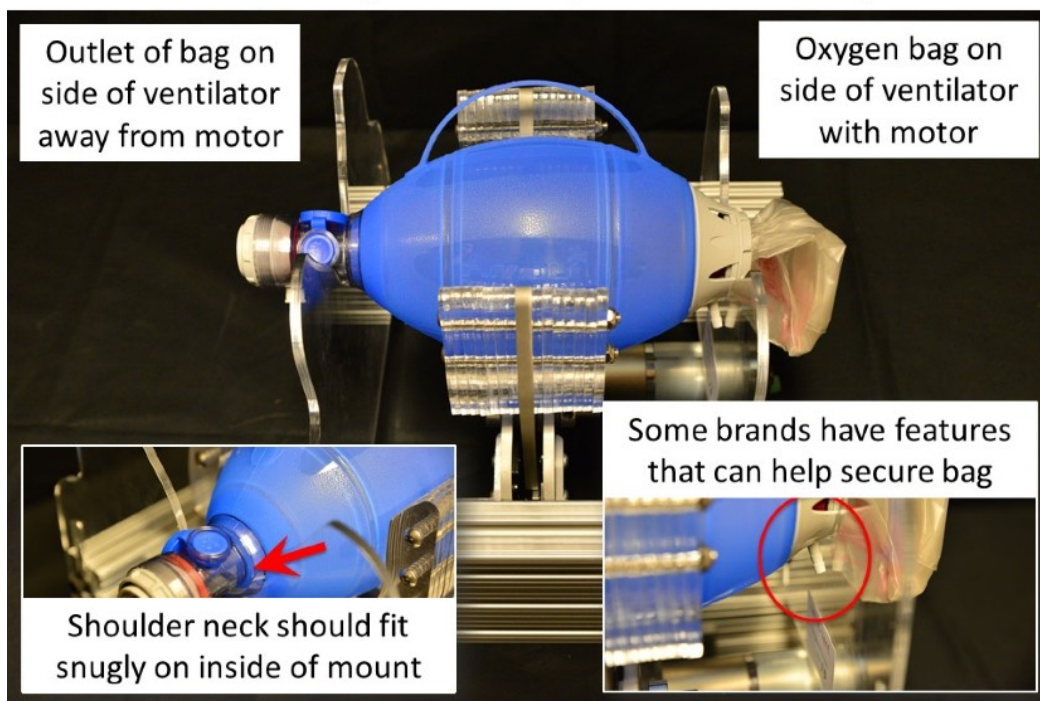 Outlet of bag on
side of ventilator
away from motor
Oxygen bag on
side of ventilator
with motor
Some brands have features
that can help secure bag
Shoulder neck should fit
snugly on inside of mount